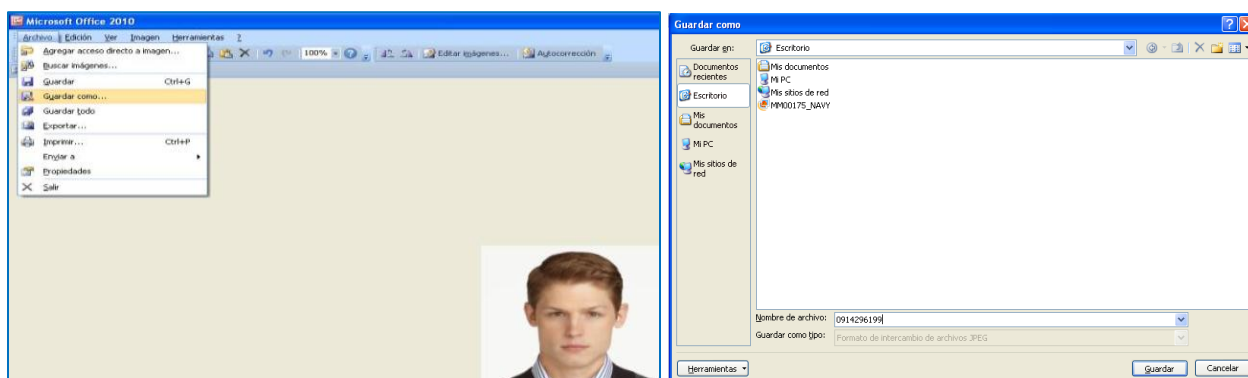 Microsoft Office 2010
Archivo Edición Ver Imagen Herramientas ?
100% Editar imágenes... Autocorrección
Agregar acceso directo a imagen...
Buscar imágenes...
Guardar Ctrl+G
Guardar como...
Guardar todo
Exportar...
Imprimir... Ctrl+P
Enviar a
Propiedades
Salir
Guardar como
Guardar en: Escritorio
Documentos recientes
Escritorio
Mis documentos
Mi PC
Mis sitios de red
Mis documentos
Mi PC
Mis sitios de red
MM00175_NAVY
Nombre de archivo: 0914296199
Guardar como tipo: Formato de intercambio de archivos JPEG
Herramientas Guardar Cancelar